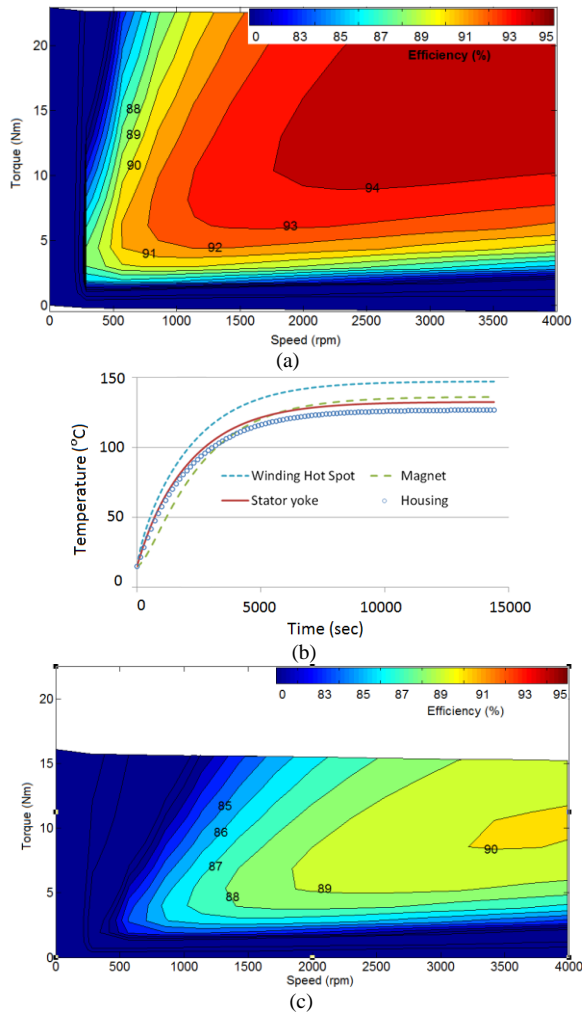 0 83 85 87 89 91 93 95
Efficiency (%)
20
15
10
5
0
Torque (Nm)
88
89
90
91
92
93
94
0 500 1000 1500 2000 2500 3000 3500 4000
Speed (rpm)
(a)
150
100
50
0
Temperature (°C)
Winding Hot Spot Magnet
Stator yoke Housing
0 5000 10000 15000
Time (sec)
(b)
0 83 85 87 89 91 93 95
Efficiency (%)
20
15
10
5
0
Torque (Nm)
85
86
87
88
89
90
0 500 1000 1500 2000 2500 3000 3500 4000
Speed (rpm)
(c)